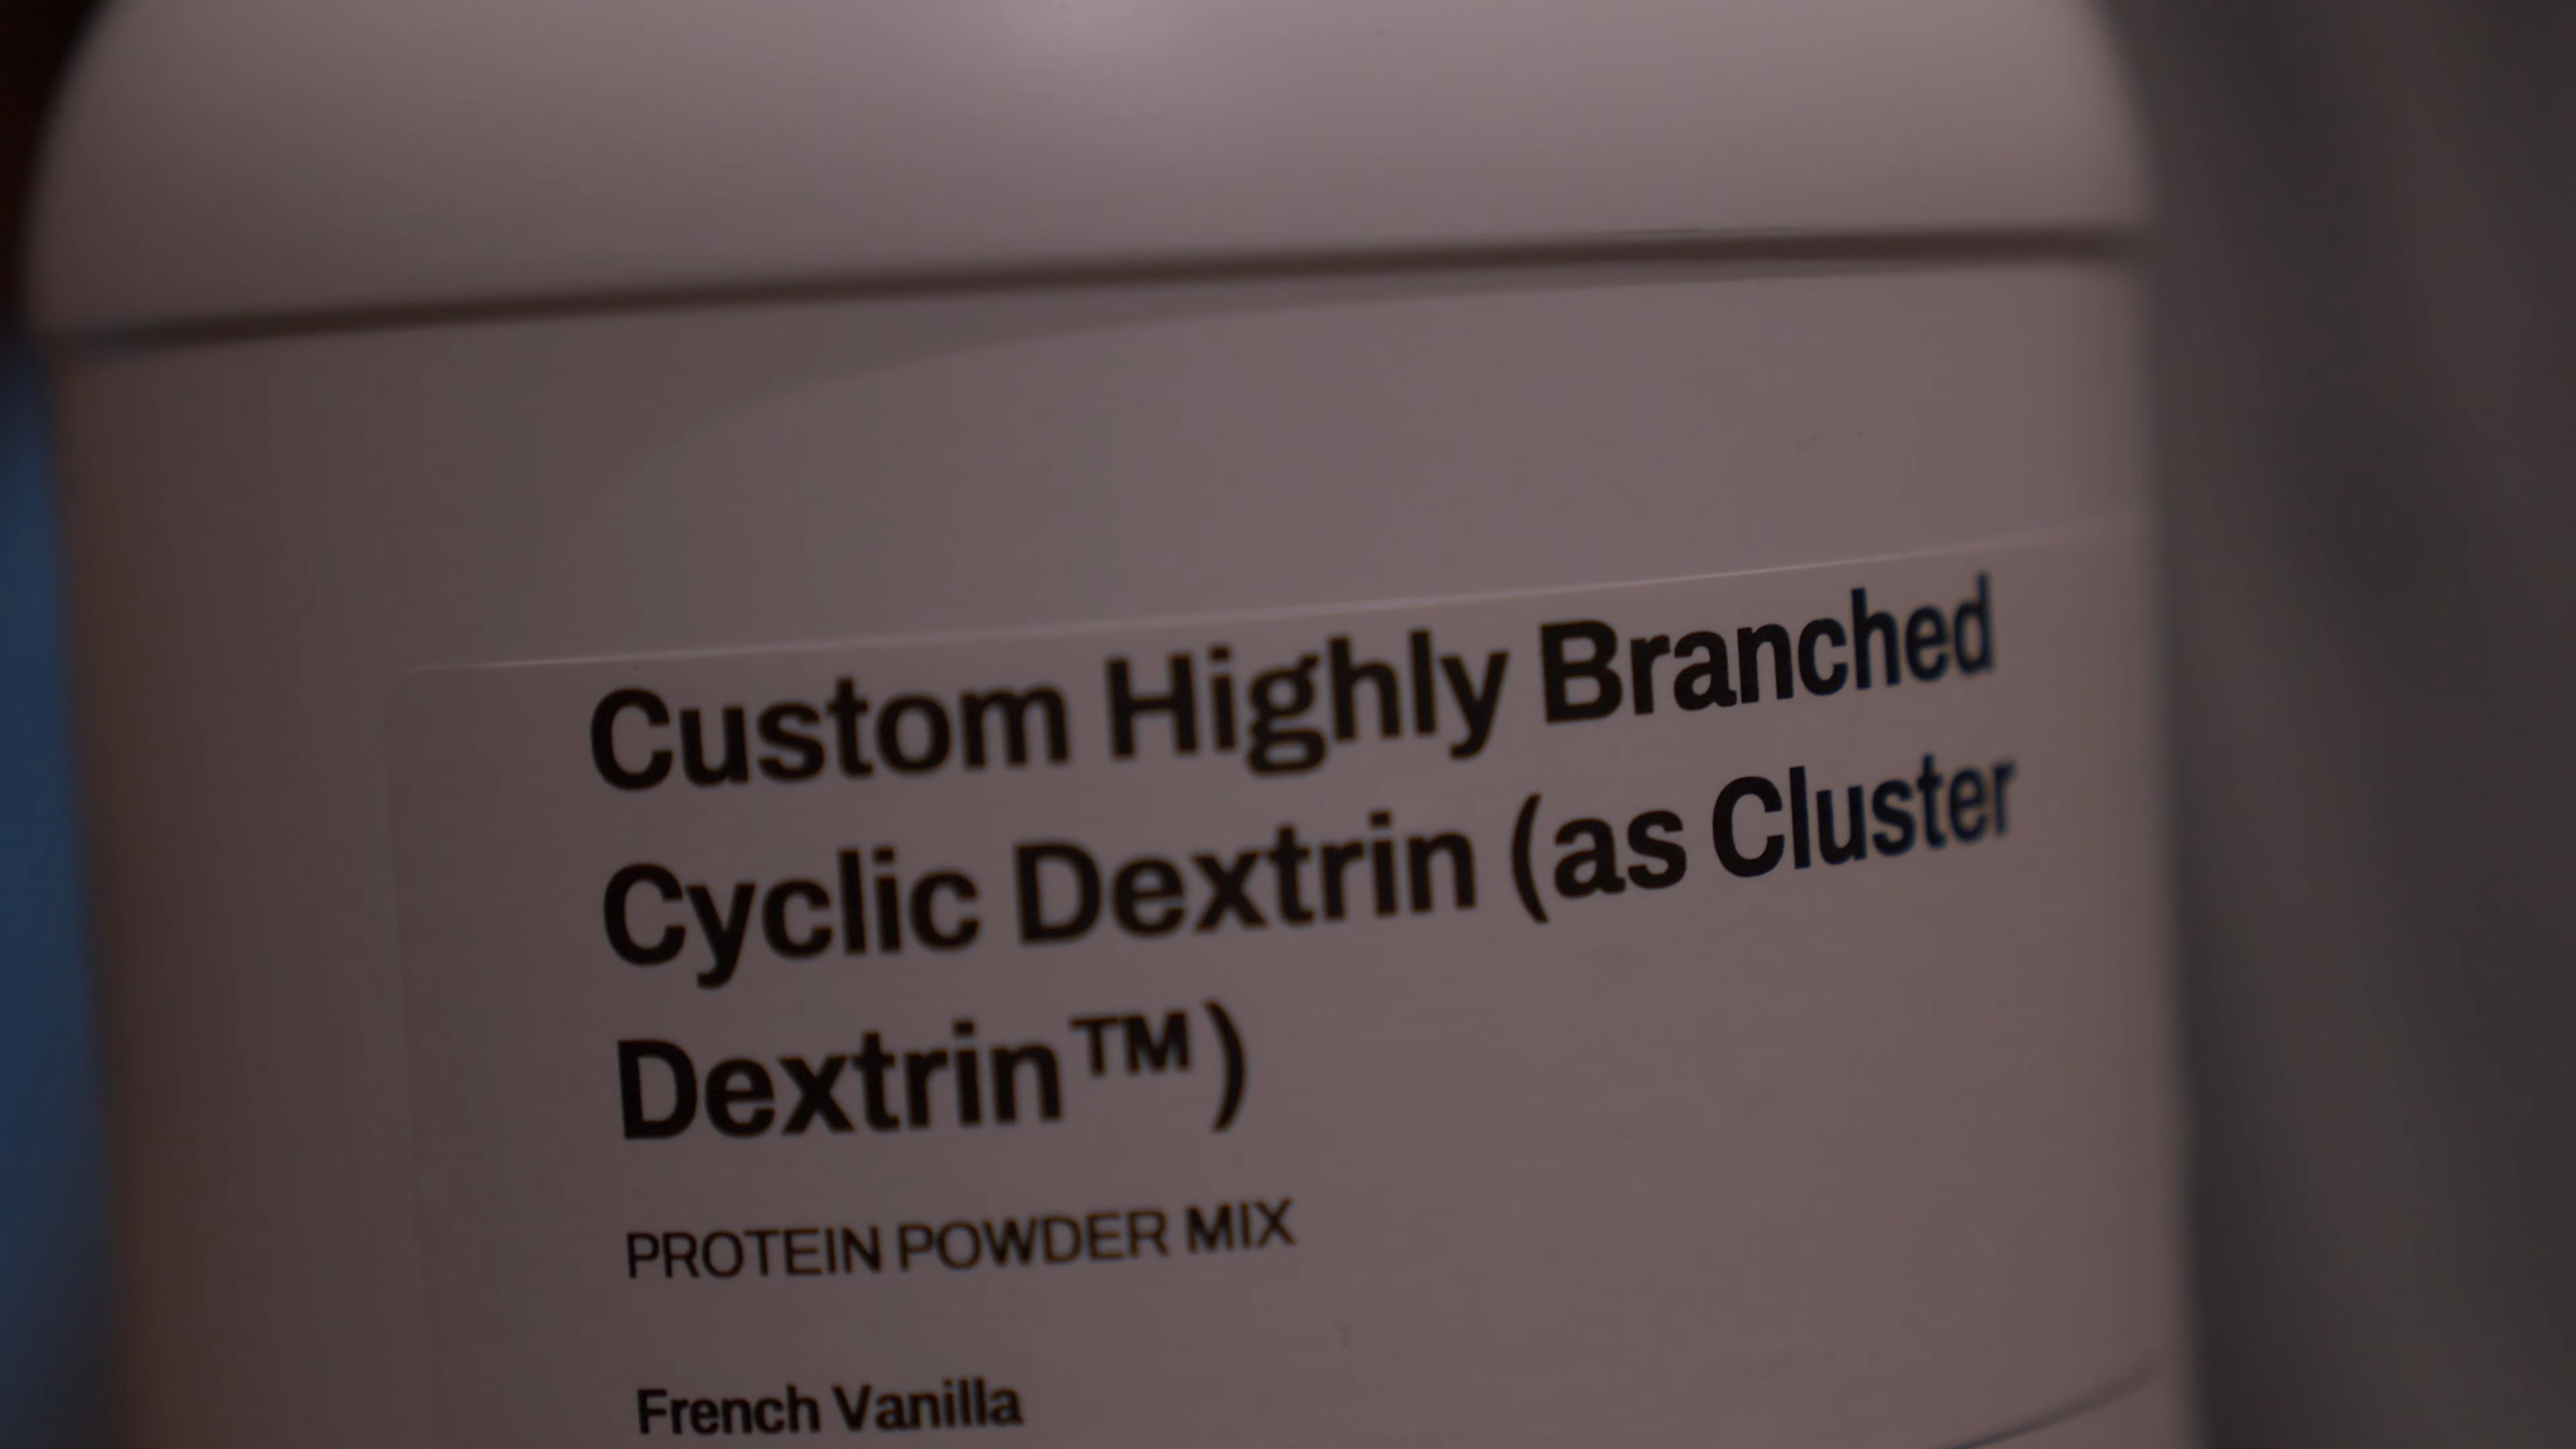 Custom Highly Branched
Cyclic Dextrin (as Cluster
Dextrin™)
PROTEIN POWDER MIX
French Vanilla